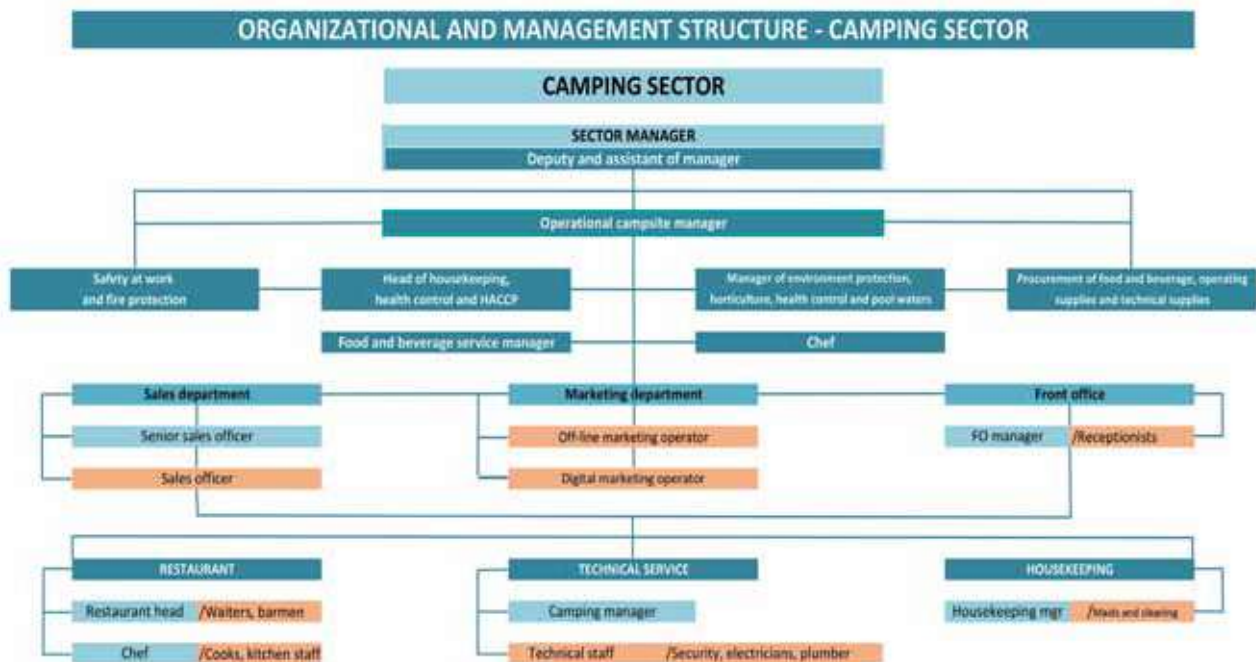 ORGANIZATIONAL AND MANAGEMENT STRUCTURE - CAMPING SECTOR
CAMPING SECTOR
SECTOR MANAGER
Deputy and assistant of manager
Operational campsite manager
Safety at work
and fire protection
Head of housekeeping,
health control and HACCP
Manager of environment protection,
horticulture, health control and pool waters
Procurement of food and beverage, operating
supplies and technical supplies
Food and beverage service manager
Chef
Sales department
Marketing department
Front office
Senior sales officer
Off-line marketing operator
FO manager /Receptionists
Sales officer
Digital marketing operator
RESTAURANT
TECHNICAL SERVICE
HOUSEKEEPING
Restaurant head /Waiters, barmen
Camping manager
Housekeeping mgr /Maids and cleaning
Chef /Cooks, kitchen staff
Technical staff /Security, electricians, plumber